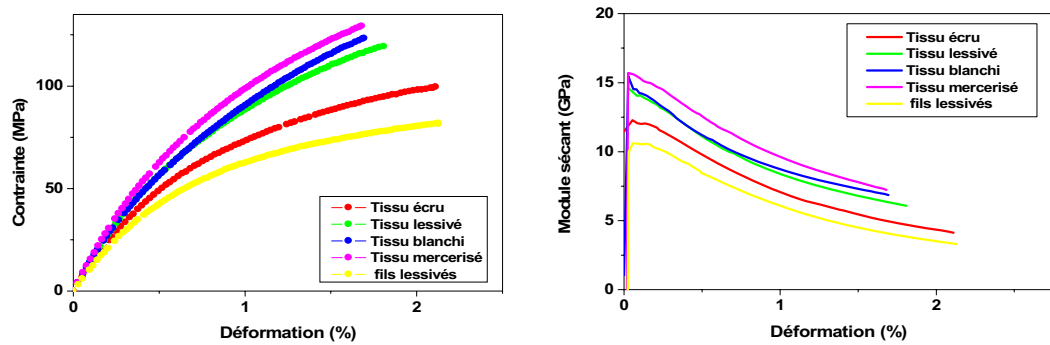 Contrainte (MPa)
100
50
0
0
1
2
Déformation (%)
Tissu écru
Tissu lessivé
Tissu blanchi
Tissu mercerisé
fils lessivés
Module sécant (GPa)
20
15
10
5
0
0
1
2
Déformation (%)
Tissu écru
Tissu lessivé
Tissu blanchi
Tissu mercerisé
fils lessivés